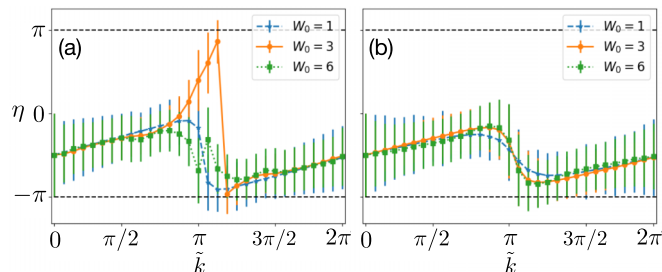 (a)
W₀ = 1
W₀ = 3
W₀ = 6
(b)
W₀ = 1
W₀ = 3
W₀ = 6
π
η 0
−π
0 π/2 π 3π/2 2π
k̃
0 π/2 π 3π/2 2π
k̃